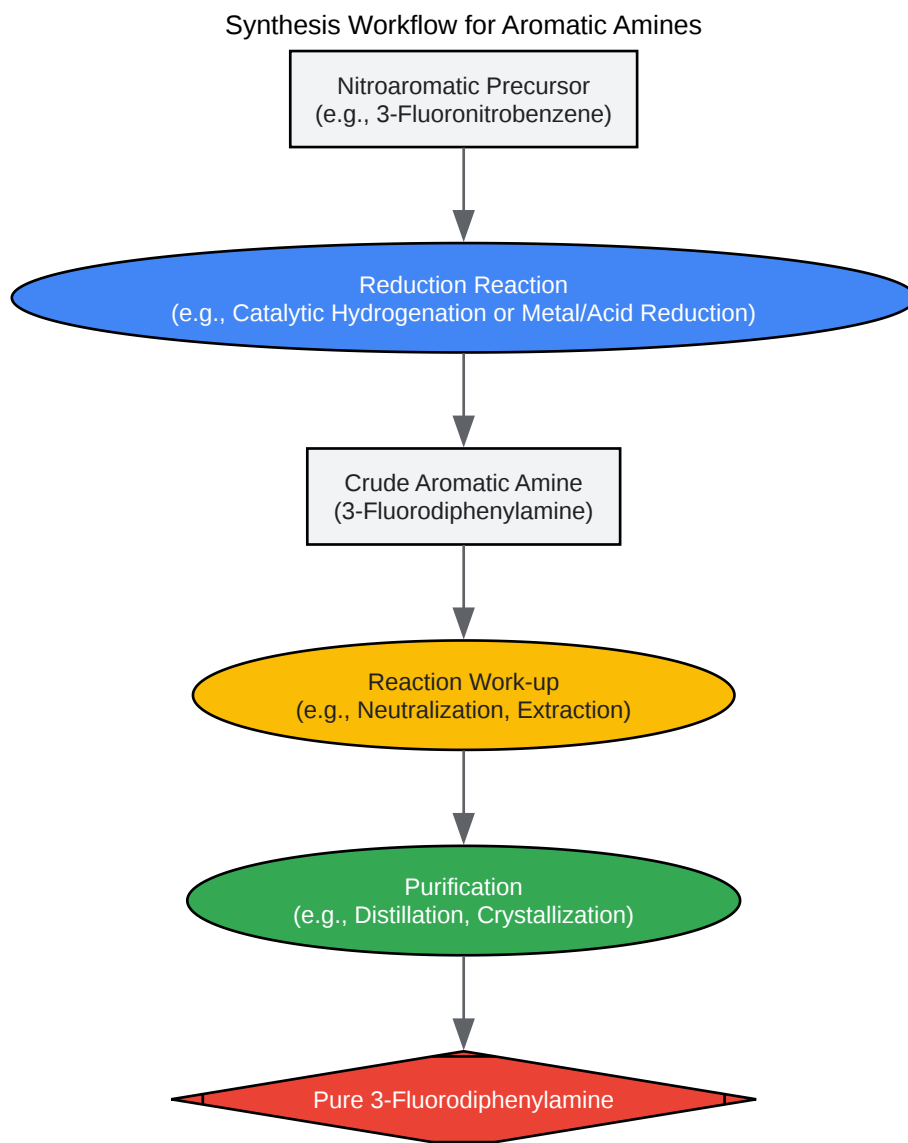 Synthesis Workflow for Aromatic Amines
Nitroaromatic Precursor
(e.g., 3-Fluoronitrobenzene)
Reduction Reaction
(e.g., Catalytic Hydrogenation or Metal/Acid Reduction)
Crude Aromatic Amine
(3-Fluorodiphenylamine)
Reaction Work-up
(e.g., Neutralization, Extraction)
Purification
(e.g., Distillation, Crystallization)
Pure 3-Fluorodiphenylamine